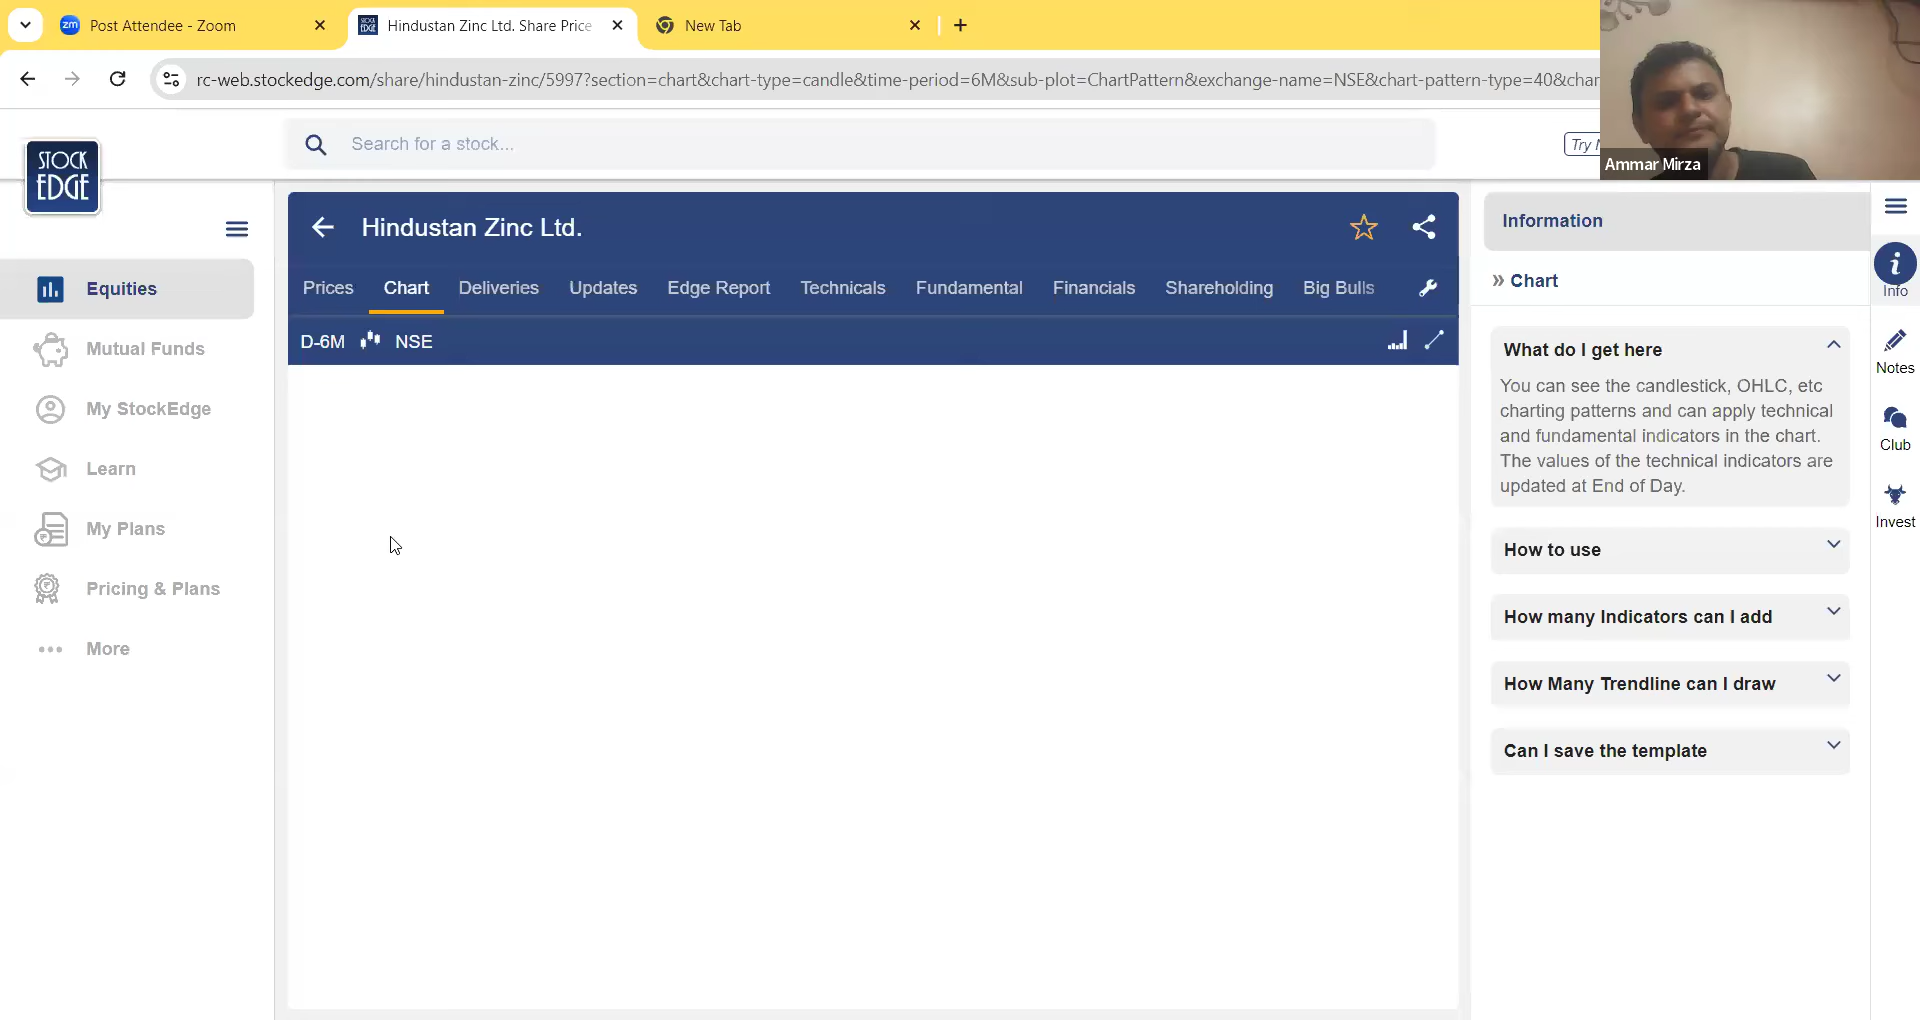 zm Post Attendee - Zoom
STOCK EDGE Hindustan Zinc Ltd. Share Price
New Tab
rc-web.stockedge.com/share/hindustan-zinc/5997?section=chart&chart-type=candle&time-period=6M&sub-plot=ChartPattern&exchange-name=NSE&chart-pattern-type=40&char
STOCK
EDGE
Search for a stock...
Try
Ammar Mirza
Equities
Mutual Funds
My StockEdge
Learn
My Plans
Pricing & Plans
More
Hindustan Zinc Ltd.
Prices Chart Deliveries Updates Edge Report Technicals Fundamental Financials Shareholding Big Bulls
D-6M NSE
Information
» Chart
What do I get here
You can see the candlestick, OHLC, etc
charting patterns and can apply technical
and fundamental indicators in the chart.
The values of the technical indicators are
updated at End of Day.
How to use
How many Indicators can I add
How Many Trendline can I draw
Can I save the template
Info
Notes
Club
Invest